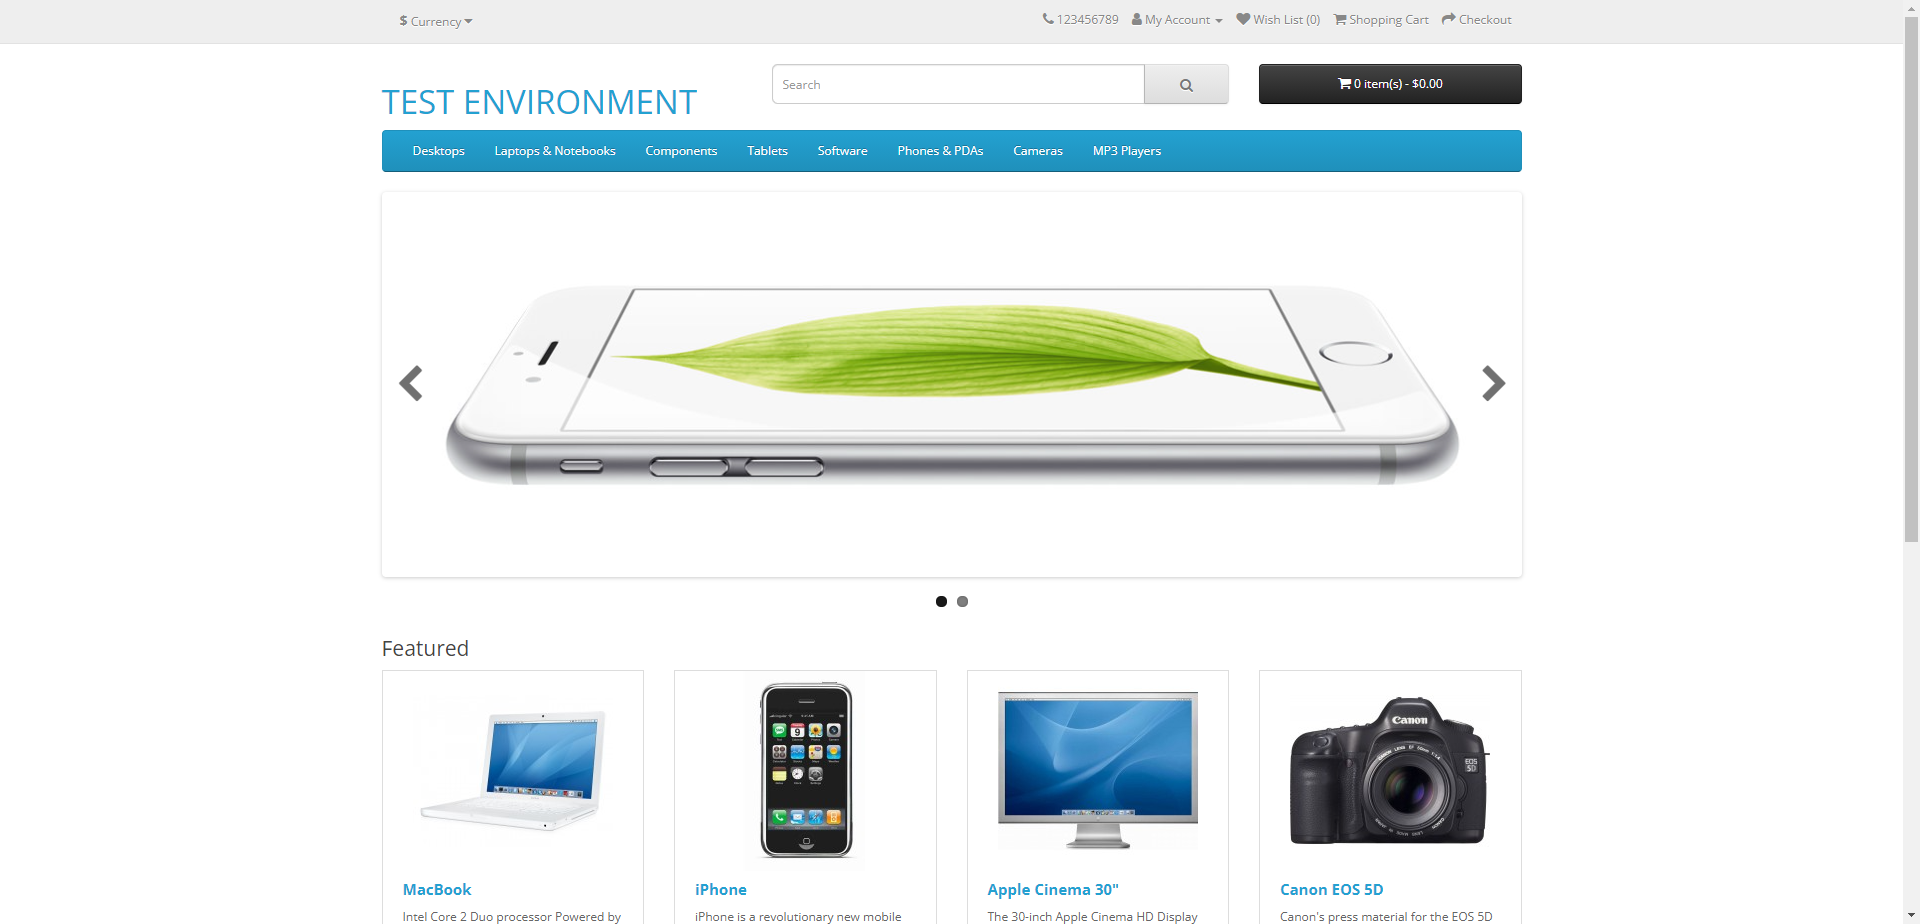 $ Currency
123456789 My Account Wish List (0) Shopping Cart Checkout
TEST ENVIRONMENT
Search
0 item(s) - $0.00
Desktops Laptops & Notebooks Components Tablets Software Phones & PDAs Cameras MP3 Players
Featured
Canon
EOS
5D
MacBook
Intel Core 2 Duo processor Powered by
iPhone
iPhone is a revolutionary new mobile
Apple Cinema 30"
The 30-inch Apple Cinema HD Display
Canon EOS 5D
Canon's press material for the EOS 5D